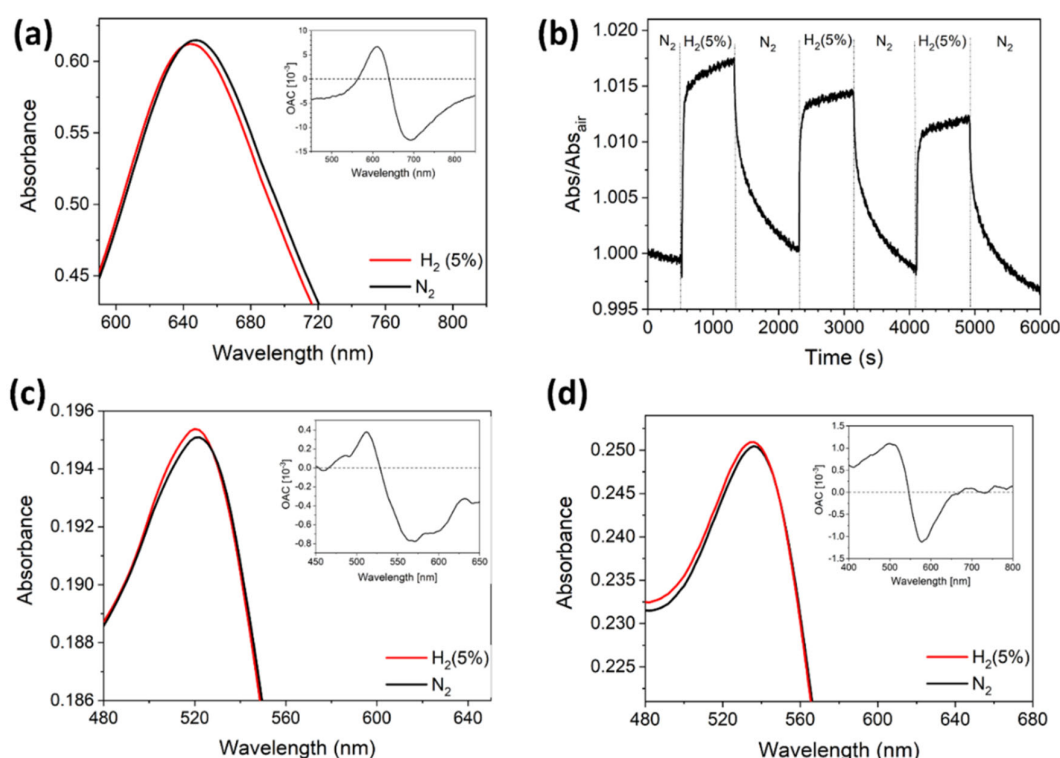 (a)
0.60
0.55
0.50
0.45
Absorbance
600 640 680 720 760 800
Wavelength (nm)
H₂ (5%)
N₂
10
5
0
-5
-10
-15
OAC [10⁻³]
500 600 700 800
Wavelength (nm)
(b)
N₂ H₂(5%) N₂ H₂(5%) N₂ H₂(5%) N₂
1.020
1.015
1.010
1.005
1.000
0.995
Abs/Abs_air
0 1000 2000 3000 4000 5000 6000
Time (s)
(c)
0.196
0.194
0.192
0.190
0.188
0.186
Absorbance
480 520 560 600 640
Wavelength (nm)
H₂(5%)
N₂
0.4
0.2
0.0
-0.2
-0.4
-0.6
-0.8
OAC [10⁻³]
450 500 550 600 650
Wavelength [nm]
(d)
0.250
0.245
0.240
0.235
0.230
0.225
Absorbance
480 520 560 600 640 680
Wavelength (nm)
H₂(5%)
N₂
1.5
1.0
0.5
0.0
-0.5
-1.0
-1.5
OAC [10⁻³]
400 500 600 700 800
Wavelength [nm]